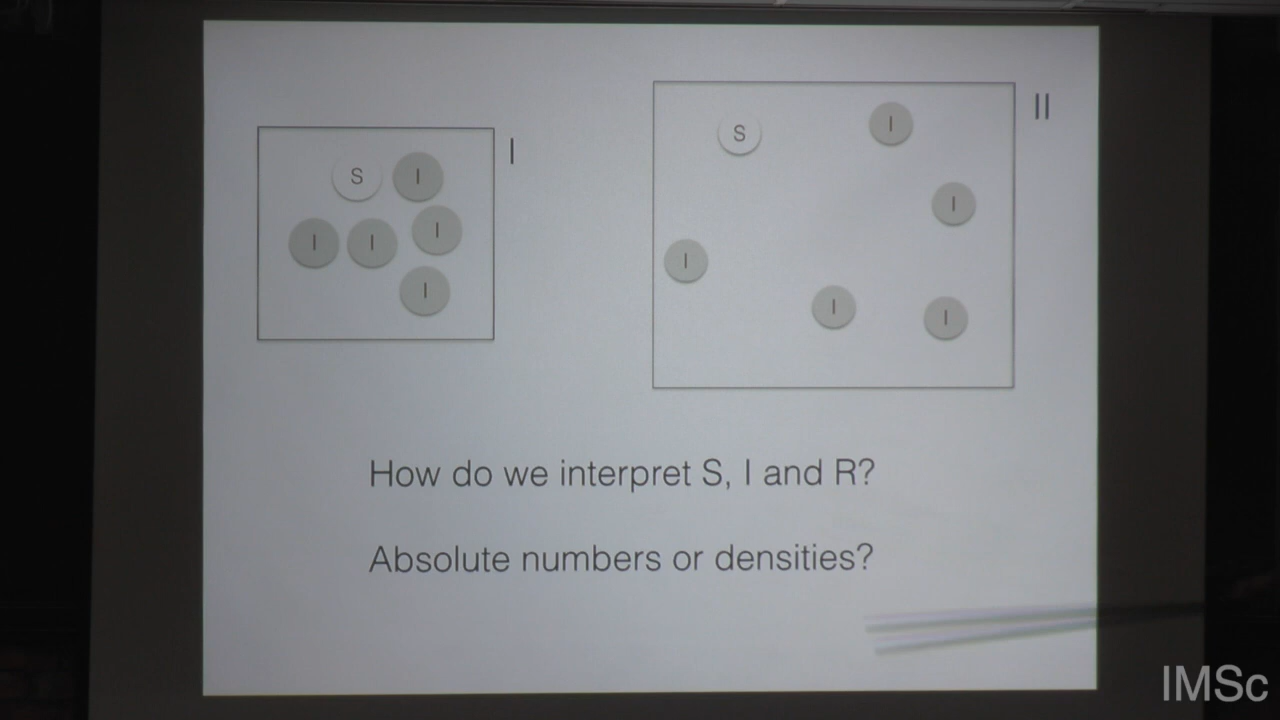 I
S I
I I I
I
II
S I
I
I
I I
How do we interpret S, I and R?
Absolute numbers or densities?
IMSc